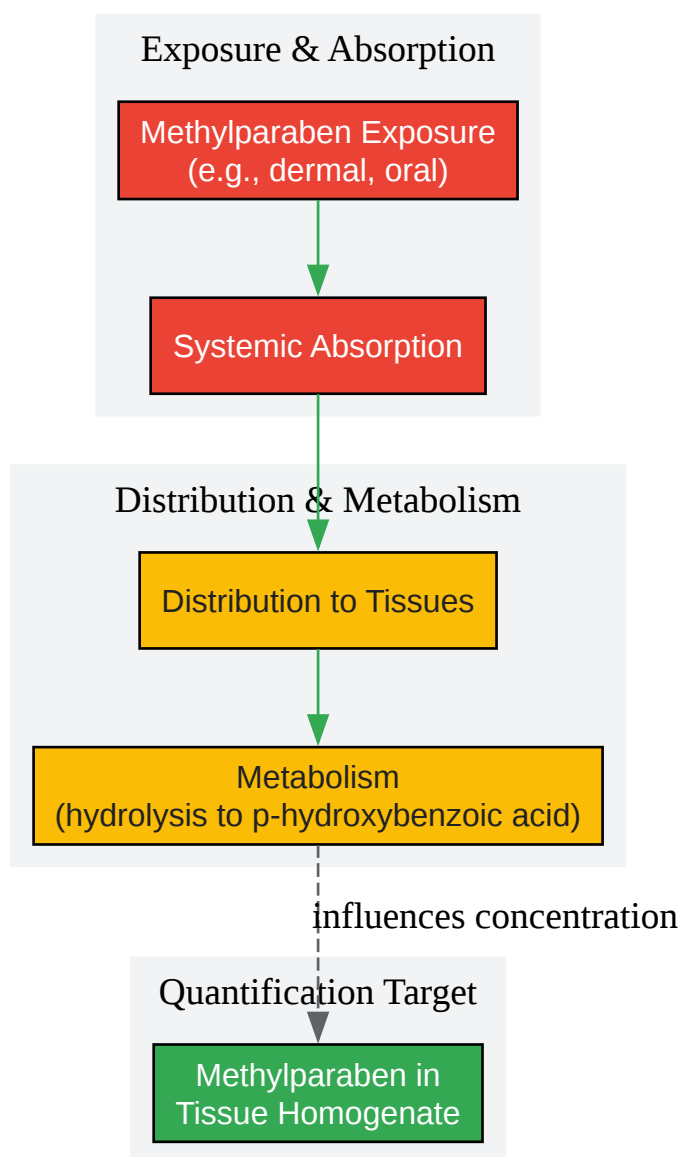 Exposure & Absorption
Methylparaben Exposure
(e.g., dermal, oral)
Systemic Absorption
Distribution & Metabolism
Distribution to Tissues
Metabolism
(hydrolysis to p-hydroxybenzoic acid)
influences concentration
Quantification Target
Methylparaben in
Tissue Homogenate